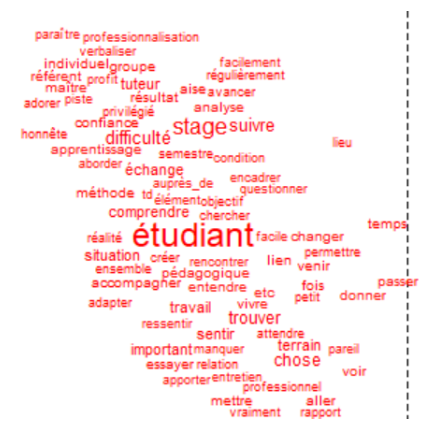 paraître professionnalisation
verbaliser
individuel groupe facilement
référent profit tuteur régulièrement
maître aise avancer
adorer piste résultat analyse
privilégié
confiance stage suivre
honnête difficulté lieu
apprentissage semestre condition
aborder échange
auprès_de encadrer
méthode td élément objectif questionner
comprendre chercher
temps
réalité étudiant facile changer
situation créer rencontrer lien permettre
ensemble pédagogique venir
accompagner entendre fois passer
etc petit donner
adapter travail vivre
ressentir trouver
sentir attendre
important manquer terrain pareil
essayer relation chose voir
apporter entretien
professionnel
mettre aller
vraiment rapport